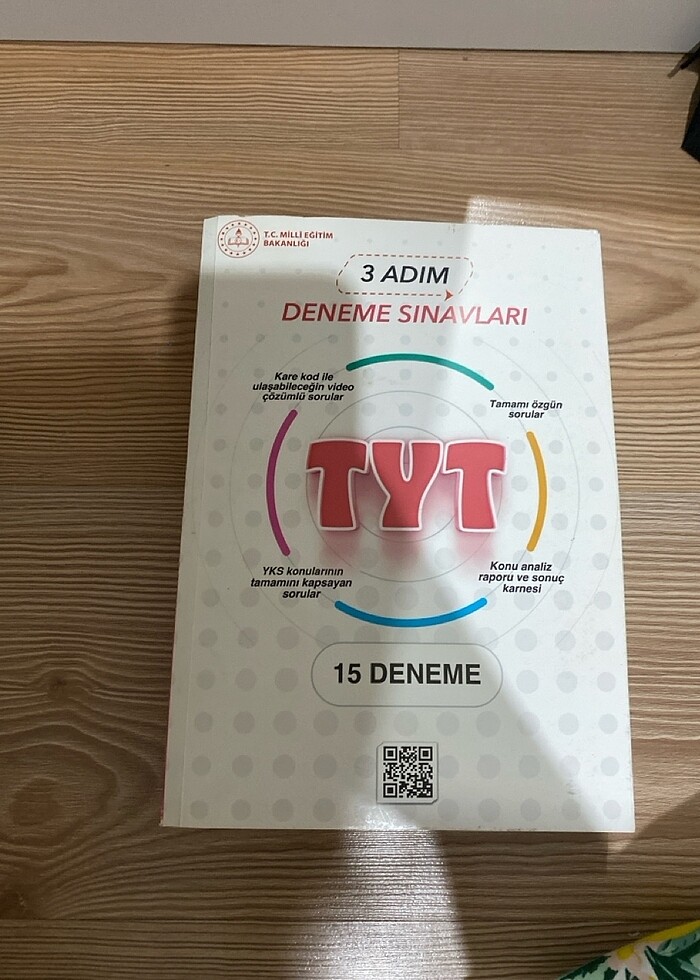 T.C. MİLLÎ EĞİTİM
BAKANLIĞI
3 ADIM
DENEME SINAVLARI
Kare kod ile
ulaşabileceğin video
çözümlü sorular
Tamamı özgün
sorular
TYT
YKS konularının
tamamını kapsayan
sorular
Konu analiz
raporu ve sonuç
karnesi
15 DENEME